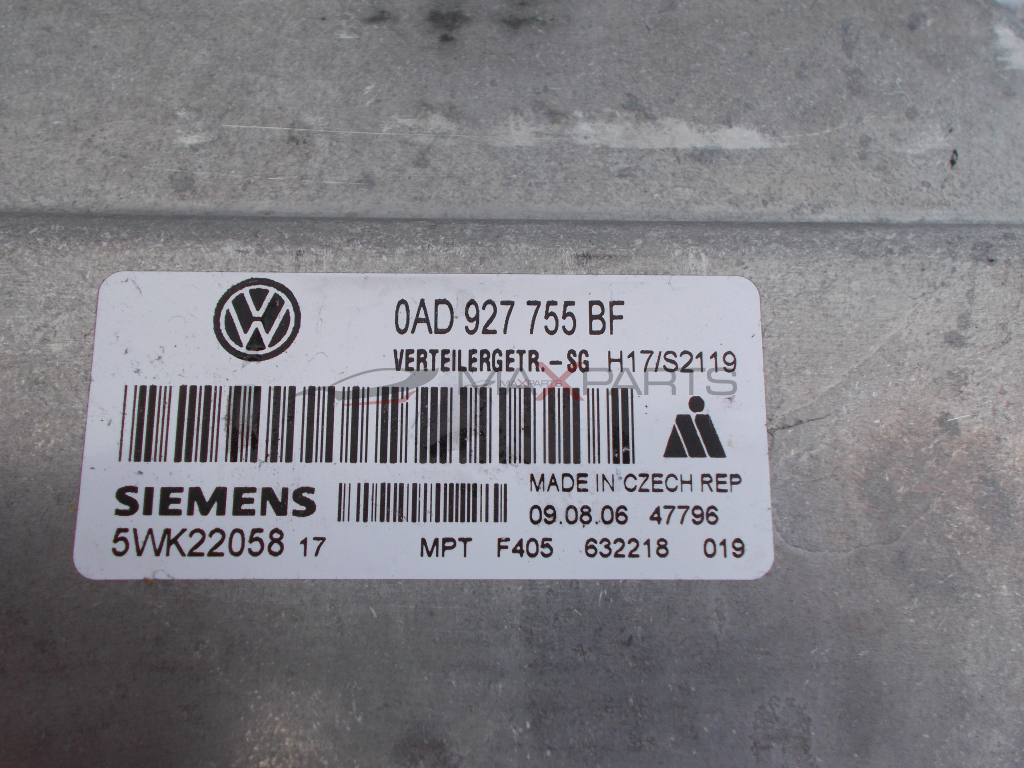 0AD 927 755 BF
VERTEILERGETR.-SG H17/S2119
MAXPARTS
MAXPARTS
MADE IN CZECH REP
SIEMENS
09.08.06 47796
5WK22058 17 MPT F405 632218 019